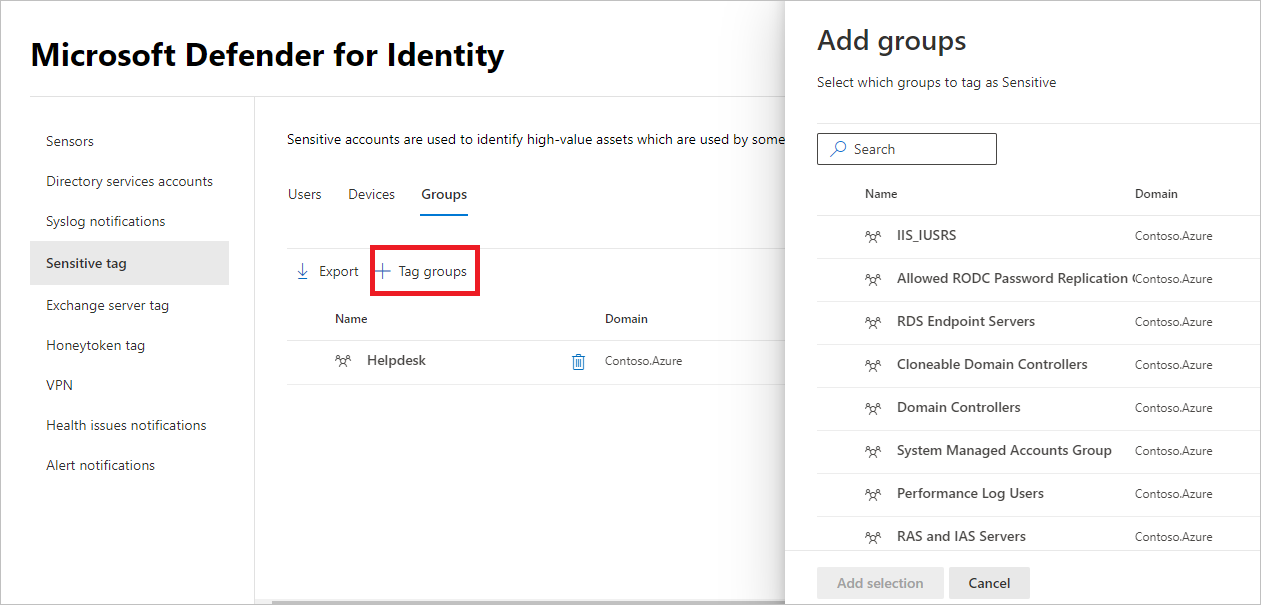 Microsoft Defender for Identity
Sensors
Directory services accounts
Syslog notifications
Sensitive tag
Exchange server tag
Honeytoken tag
VPN
Health issues notifications
Alert notifications
Sensitive accounts are used to identify high-value assets which are used by some
Users Devices Groups
Export Tag groups
Name Domain
Helpdesk Contoso.Azure
Add groups
Select which groups to tag as Sensitive
Search
Name Domain
IIS_IUSRS Contoso.Azure
Allowed RODC Password Replication Contoso.Azure
RDS Endpoint Servers Contoso.Azure
Cloneable Domain Controllers Contoso.Azure
Domain Controllers Contoso.Azure
System Managed Accounts Group Contoso.Azure
Performance Log Users Contoso.Azure
RAS and IAS Servers Contoso.Azure
Add selection Cancel